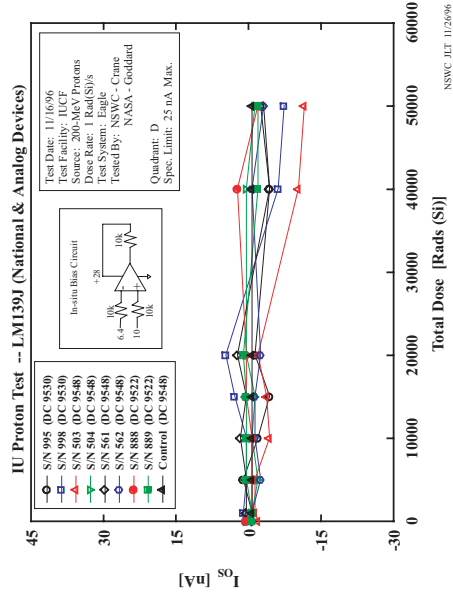 IU Proton Test -- LM139J (National & Analog Devices)
S/N 995 (DC 9530)
S/N 998 (DC 9530)
S/N 503 (DC 9548)
S/N 504 (DC 9548)
S/N 561 (DC 9548)
S/N 562 (DC 9548)
S/N 888 (DC 9522)
S/N 889 (DC 9522)
Control (DC 9548)
In-situ Bias Circuit
+28
10k
6.4
10k
10
10k
10k
-
+
Test Date: 11/16/96
Test Facility: IUCF
Source: 200-MeV Protons
Dose Rate: 1 Rad(Si)/s
Test System: Eagle
Tested By: NSWC - Crane
NASA - Goddard
Quadrant: D
Spec. Limit: 25 nA Max.
45
30
15
0
-15
-30
I_OS [nA]
0 10000 20000 30000 40000 50000 60000
Total Dose [Rads (Si)]
NSWC JLT 11/26/96